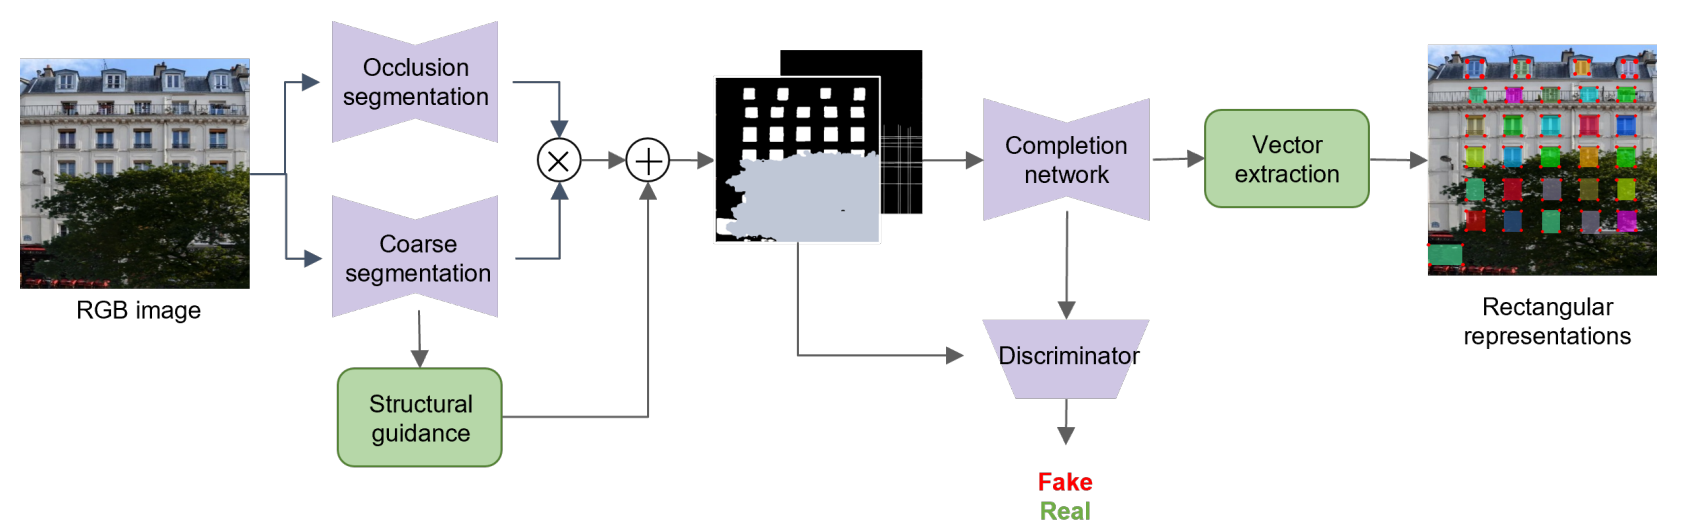 RGB image
Occlusion
segmentation
Coarse
segmentation
Structural
guidance
Completion
network
Discriminator
Fake
Real
Vector
extraction
Rectangular
representations